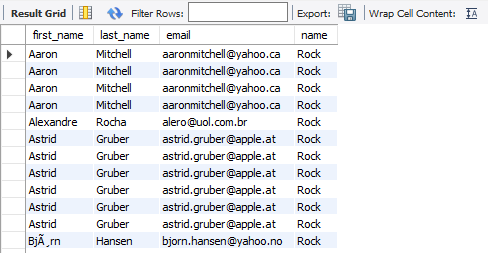 Result Grid Filter Rows: Export: Wrap Cell Content:
first_name last_name email name
Aaron Mitchell aaronmitchell@yahoo.ca Rock
Aaron Mitchell aaronmitchell@yahoo.ca Rock
Aaron Mitchell aaronmitchell@yahoo.ca Rock
Aaron Mitchell aaronmitchell@yahoo.ca Rock
Alexandre Rocha alero@uol.com.br Rock
Astrid Gruber astrid.gruber@apple.at Rock
Astrid Gruber astrid.gruber@apple.at Rock
Astrid Gruber astrid.gruber@apple.at Rock
Astrid Gruber astrid.gruber@apple.at Rock
Astrid Gruber astrid.gruber@apple.at Rock
Astrid Gruber astrid.gruber@apple.at Rock
BjÃ¸rn Hansen bjorn.hansen@yahoo.no Rock